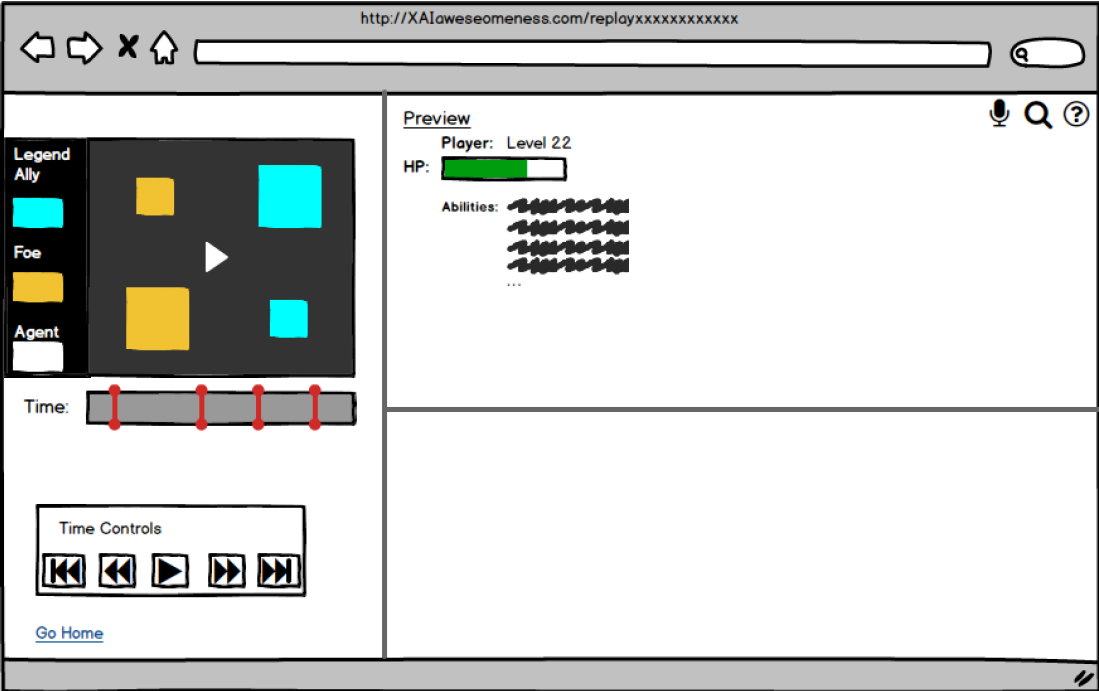 http://XAIaweseomeness.com/replayxxxxxxxxxxxx
Legend
Ally
Foe
Agent
Time:
Time Controls
Go Home
Preview
Player: Level 22
HP:
Abilities:
...